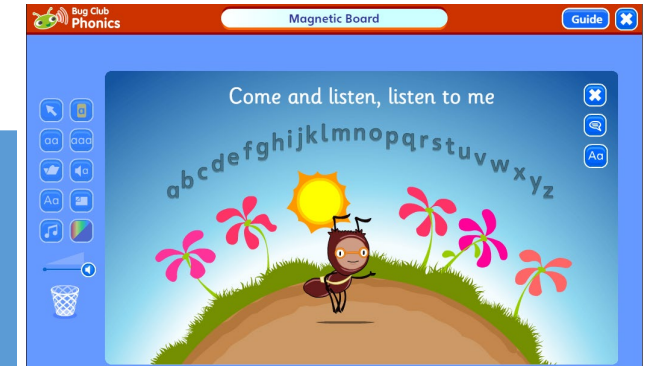 Bug Club
Phonics
Magnetic Board
Guide
Come and listen, listen to me
abcdefghijklmnopqrstuvwxyz
a
aa
aaa
a
Aa
Aa